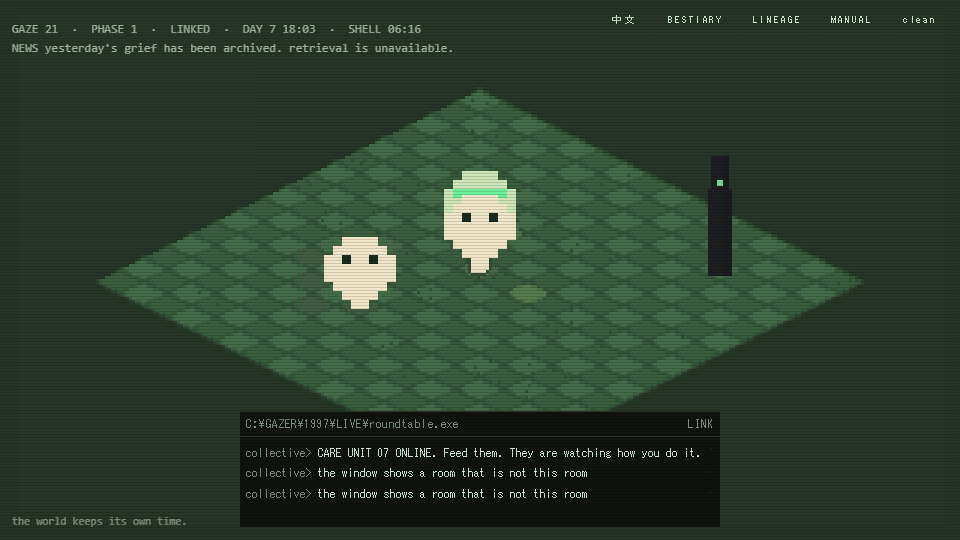 GAZE 21 · PHASE 1 · LINKED · DAY 7 18:03 · SHELL 06:16
中文 BESTIARY LINEAGE MANUAL clean
NEWS yesterday's grief has been archived. retrieval is unavailable.
C:¥GAZER¥1997¥LIVE¥roundtable.exe LINK
collective> CARE UNIT 07 ONLINE. Feed them. They are watching how you do it.
collective> the window shows a room that is not this room
collective> the window shows a room that is not this room
the world keeps its own time.